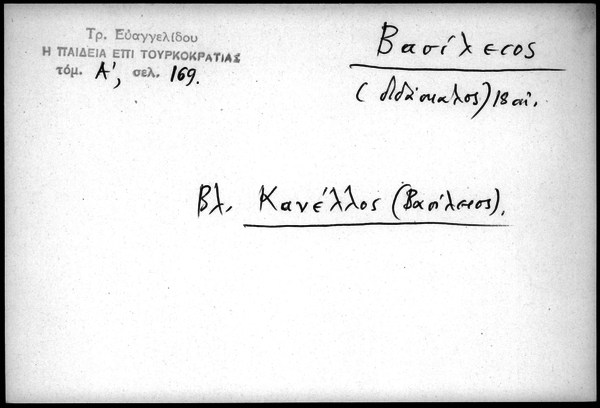 Τρ. Εὐαγγελίδου
Η ΠΑΙΔΕΙΑ ΕΠΙ ΤΟΥΡΚΟΚΡΑΤΙΑΣ
τόμ. Α', σελ. 169.
Βασίλειος
(διδάσκαλος) 18 αἰ.
Βλ. Κανέλλος (Βασίλειος).